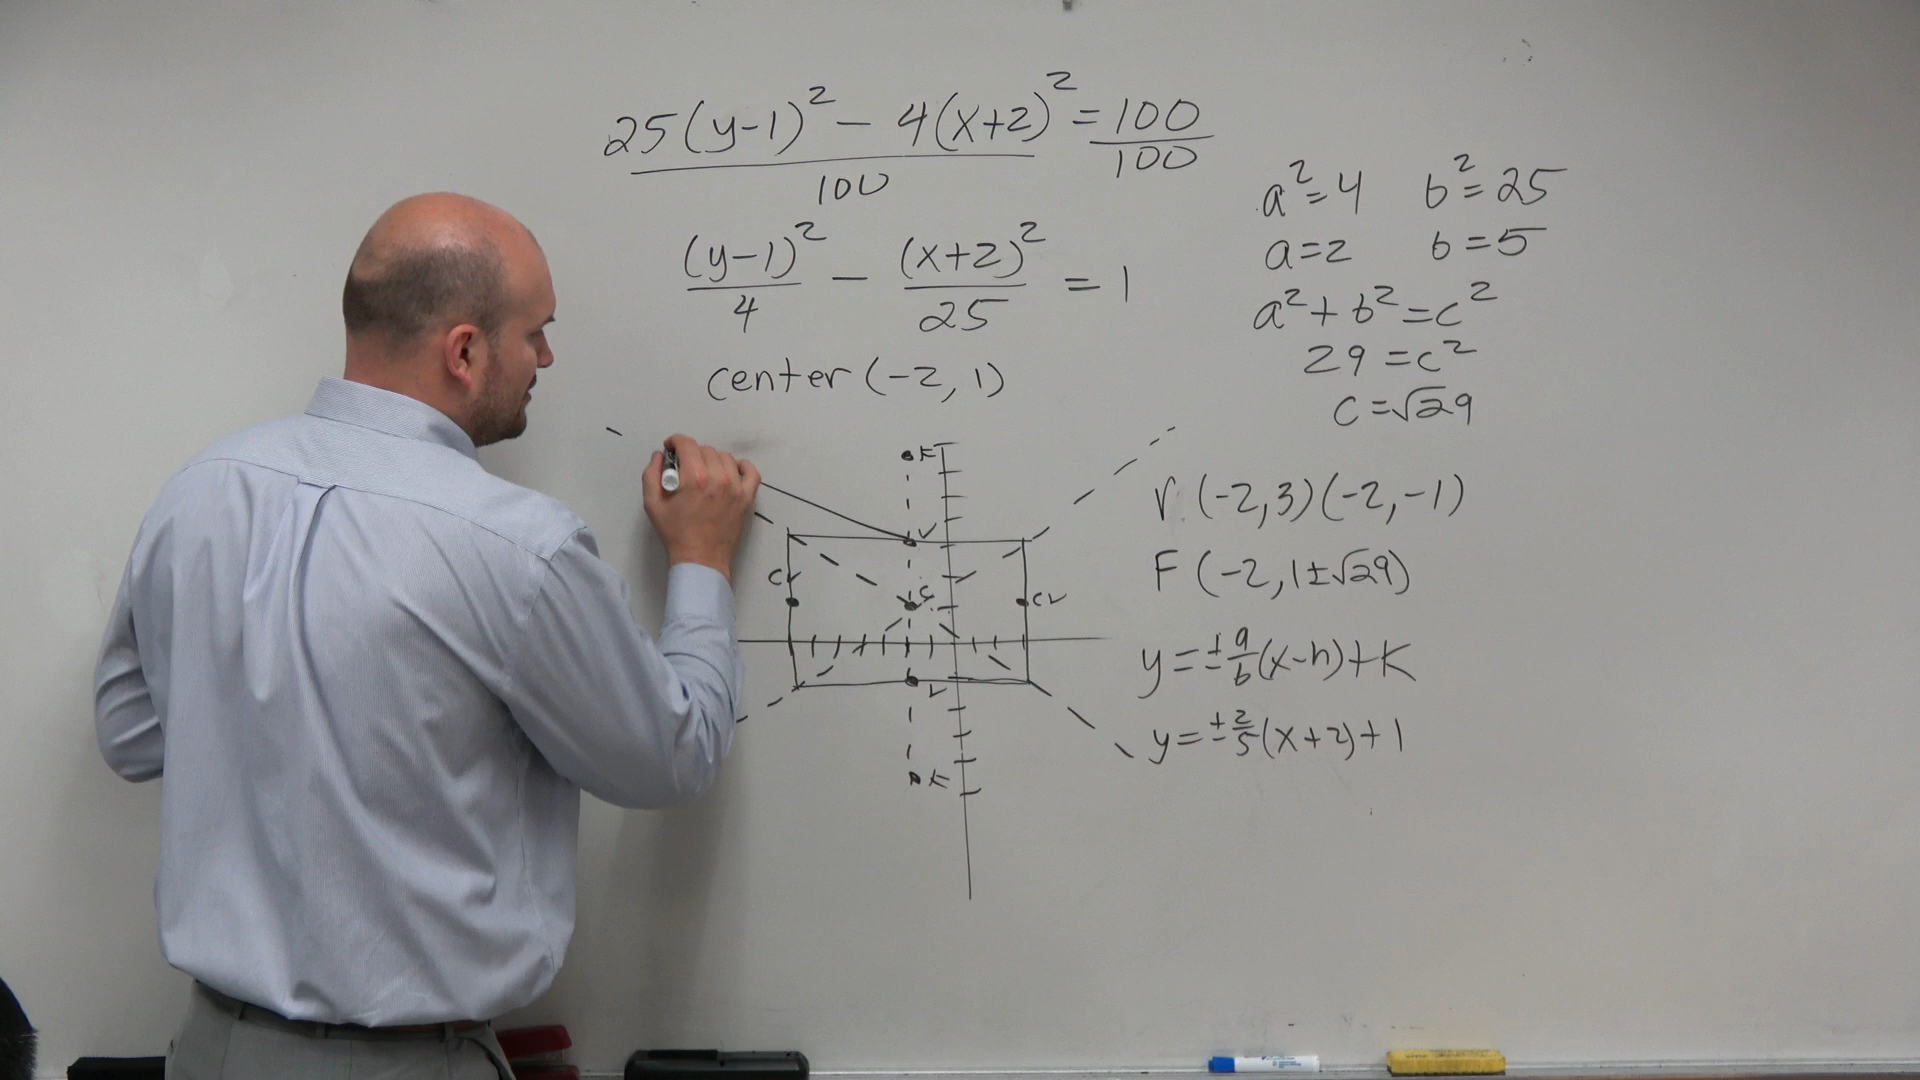 25(y-1)² - 4(x+2)² = 100
100 100
(y-1)² - (x+2)² = 1
4 25
center (-2, 1)
a² = 4 b² = 25
a = 2 b = 5
a² + b² = c²
29 = c²
c = √29
V (-2, 3) (-2, -1)
F (-2, 1 ± √29)
y = ± a/b (x-h) + K
y = ± 2/5 (x+2) + 1
F
V
CV
C
CV
V
F